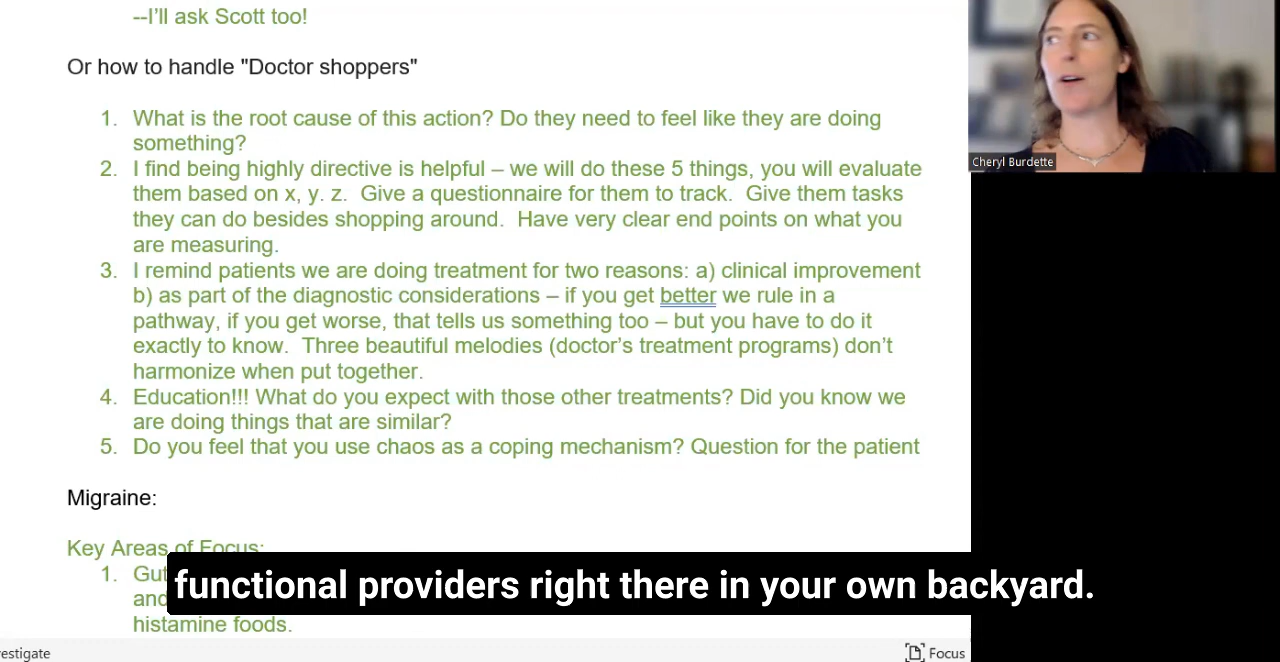 --I'll ask Scott too!
Or how to handle "Doctor shoppers"
1. What is the root cause of this action? Do they need to feel like they are doing
something?
2. I find being highly directive is helpful – we will do these 5 things, you will evaluate
them based on x, y. z.  Give a questionnaire for them to track.  Give them tasks
they can do besides shopping around.  Have very clear end points on what you
are measuring.
3. I remind patients we are doing treatment for two reasons: a) clinical improvement
b) as part of the diagnostic considerations – if you get better we rule in a
pathway, if you get worse, that tells us something too – but you have to do it
exactly to know.  Three beautiful melodies (doctor's treatment programs) don't
harmonize when put together.
4. Education!!! What do you expect with those other treatments? Did you know we
are doing things that are similar?
5. Do you feel that you use chaos as a coping mechanism? Question for the patient
Migraine:
Key Areas of Focus:
1. Gut
and
histamine foods.
functional providers right there in your own backyard.
estigate
Focus
Cheryl Burdette